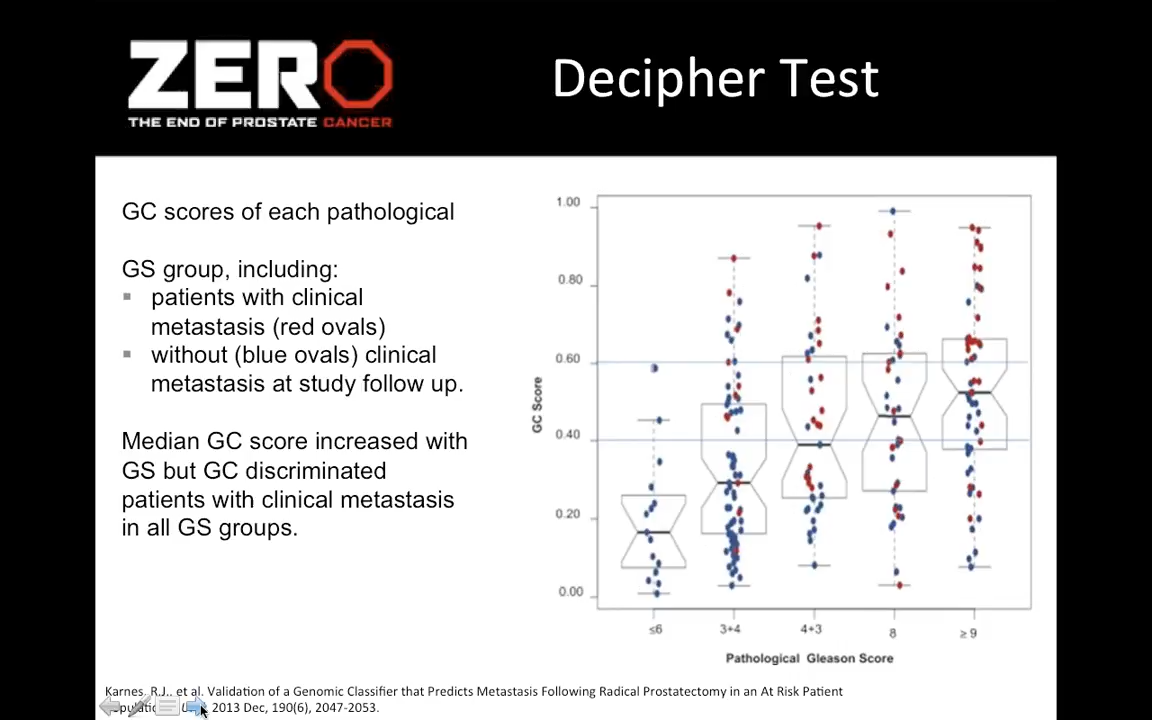 ZERO
THE END OF PROSTATE CANCER
Decipher Test
GC scores of each pathological
GS group, including:
patients with clinical
metastasis (red ovals)
without (blue ovals) clinical
metastasis at study follow up.
Median GC score increased with
GS but GC discriminated
patients with clinical metastasis
in all GS groups.
1.00
0.80
0.60
0.40
0.20
0.00
GC Score
≤6
3+4
4+3
8
≥ 9
Pathological Gleason Score
Karnes, R.J., et al. Validation of a Genomic Classifier that Predicts Metastasis Following Radical Prostatectomy in an At Risk Patient
2013 Dec, 190(6), 2047-2053.